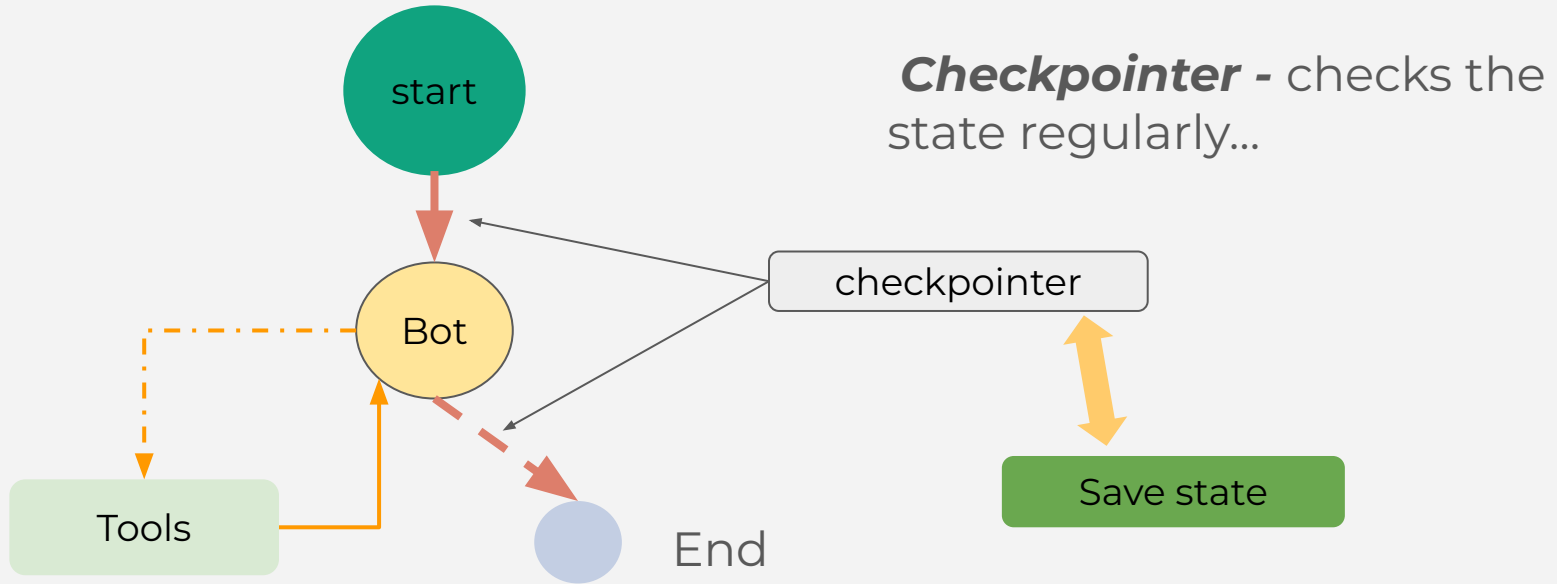 start
Checkpointer - checks the
state regularly...
checkpointer
Bot
Save state
Tools
End